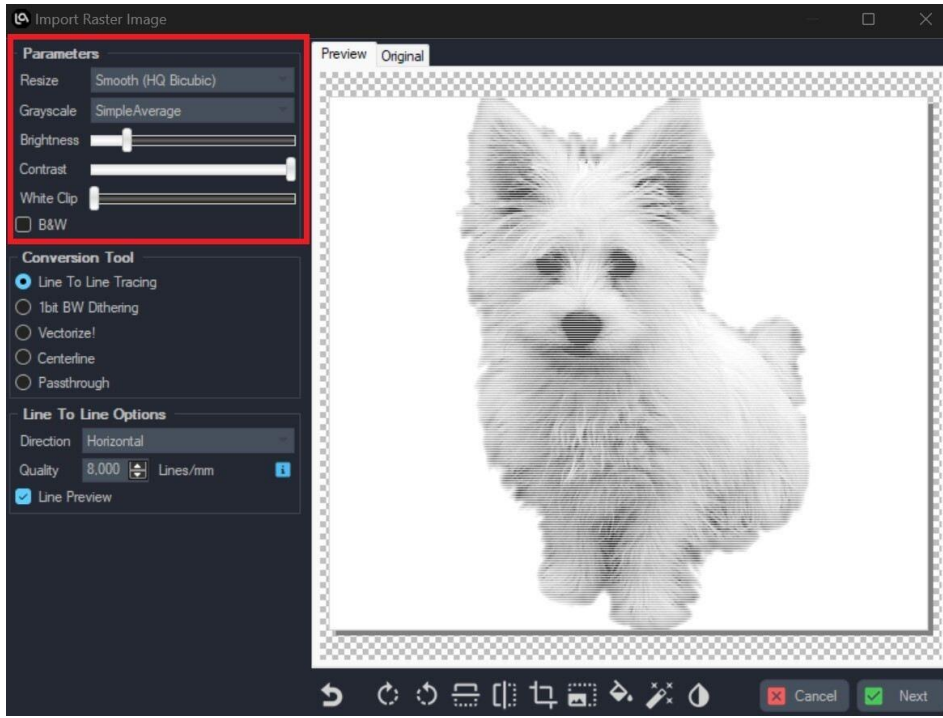 Import Raster Image
Parameters
Resize Smooth (HQ Bicubic)
Grayscale SimpleAverage
Brightness
Contrast
White Clip
B&W
Conversion Tool
Line To Line Tracing
1bit BW Dithering
Vectorize!
Centerline
Passthrough
Line To Line Options
Direction Horizontal
Quality 8,000 Lines/mm
Line Preview
Preview Original
Cancel Next